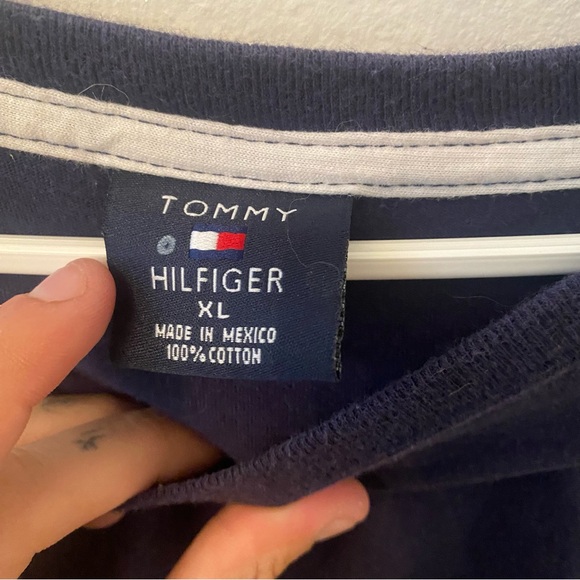 TOMMY
HILFIGER
XL
MADE IN MEXICO
100% COTTON